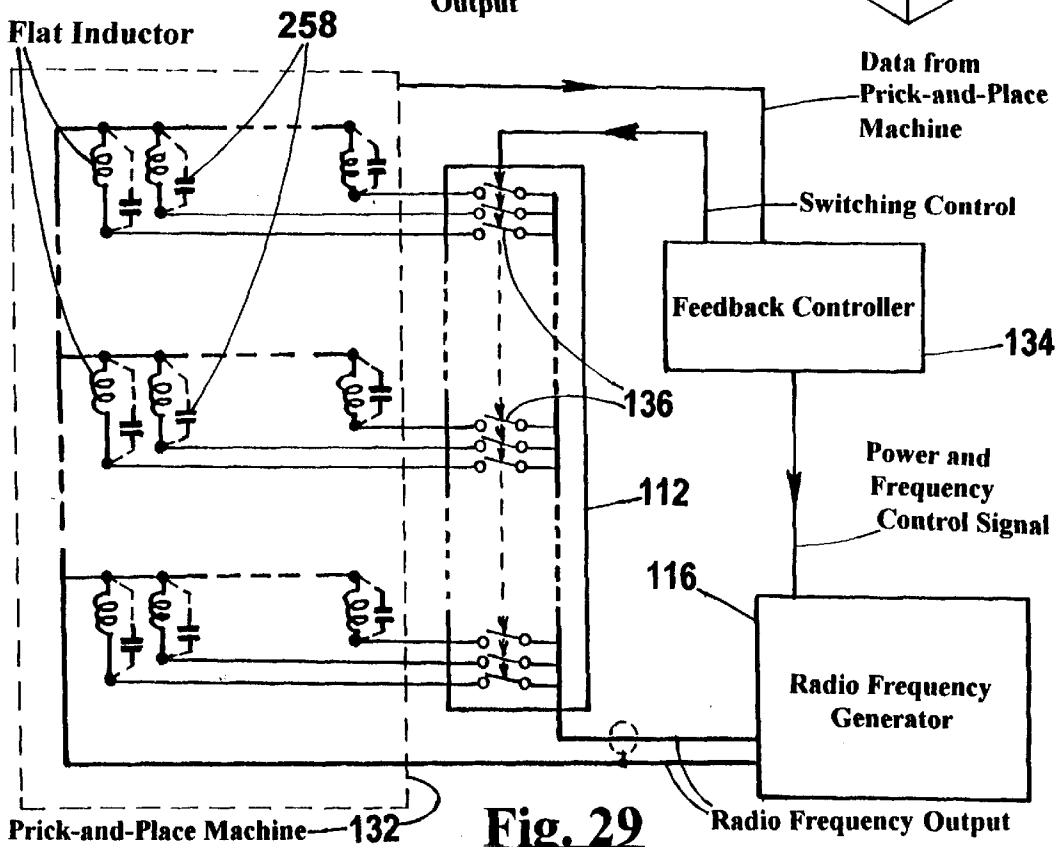 Output
Flat Inductor
258
Data from
Prick-and-Place
Machine
Switching Control
Feedback Controller
134
136
Power and
Frequency
Control Signal
112
116
Radio Frequency
Generator
Prick-and-Place Machine
132
Fig. 29
Radio Frequency Output